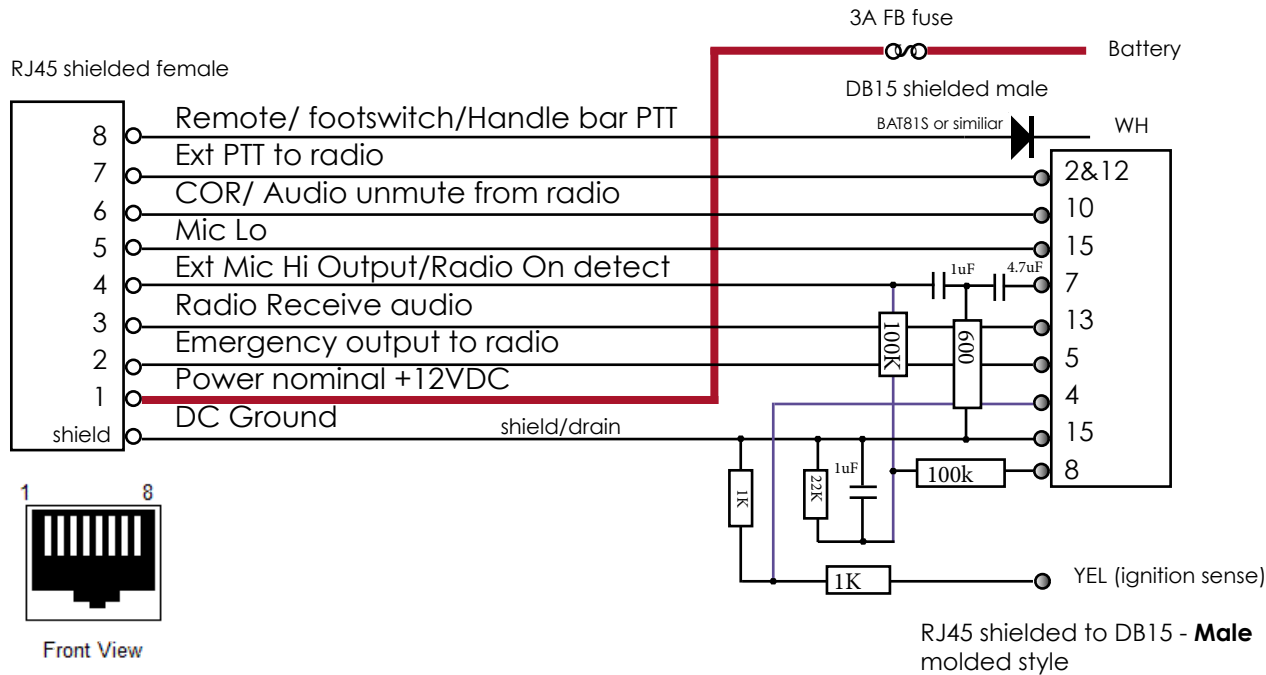 3A FB fuse
Battery
RJ45 shielded female
DB15 shielded male
8 Remote/ footswitch/Handle bar PTT BAT81S or similiar WH
7 Ext PTT to radio 2&12
6 COR/ Audio unmute from radio 10
5 Mic Lo 15
4 Ext Mic Hi Output/Radio On detect 1uF 4.7uF 7
3 Radio Receive audio 13
100K 600
2 Emergency output to radio 5
1 Power nominal +12VDC 4
shield DC Ground shield/drain 15
1uF 100k 8
1K 22K
1 8
1K YEL (ignition sense)
Front View
RJ45 shielded to DB15 - Male
molded style